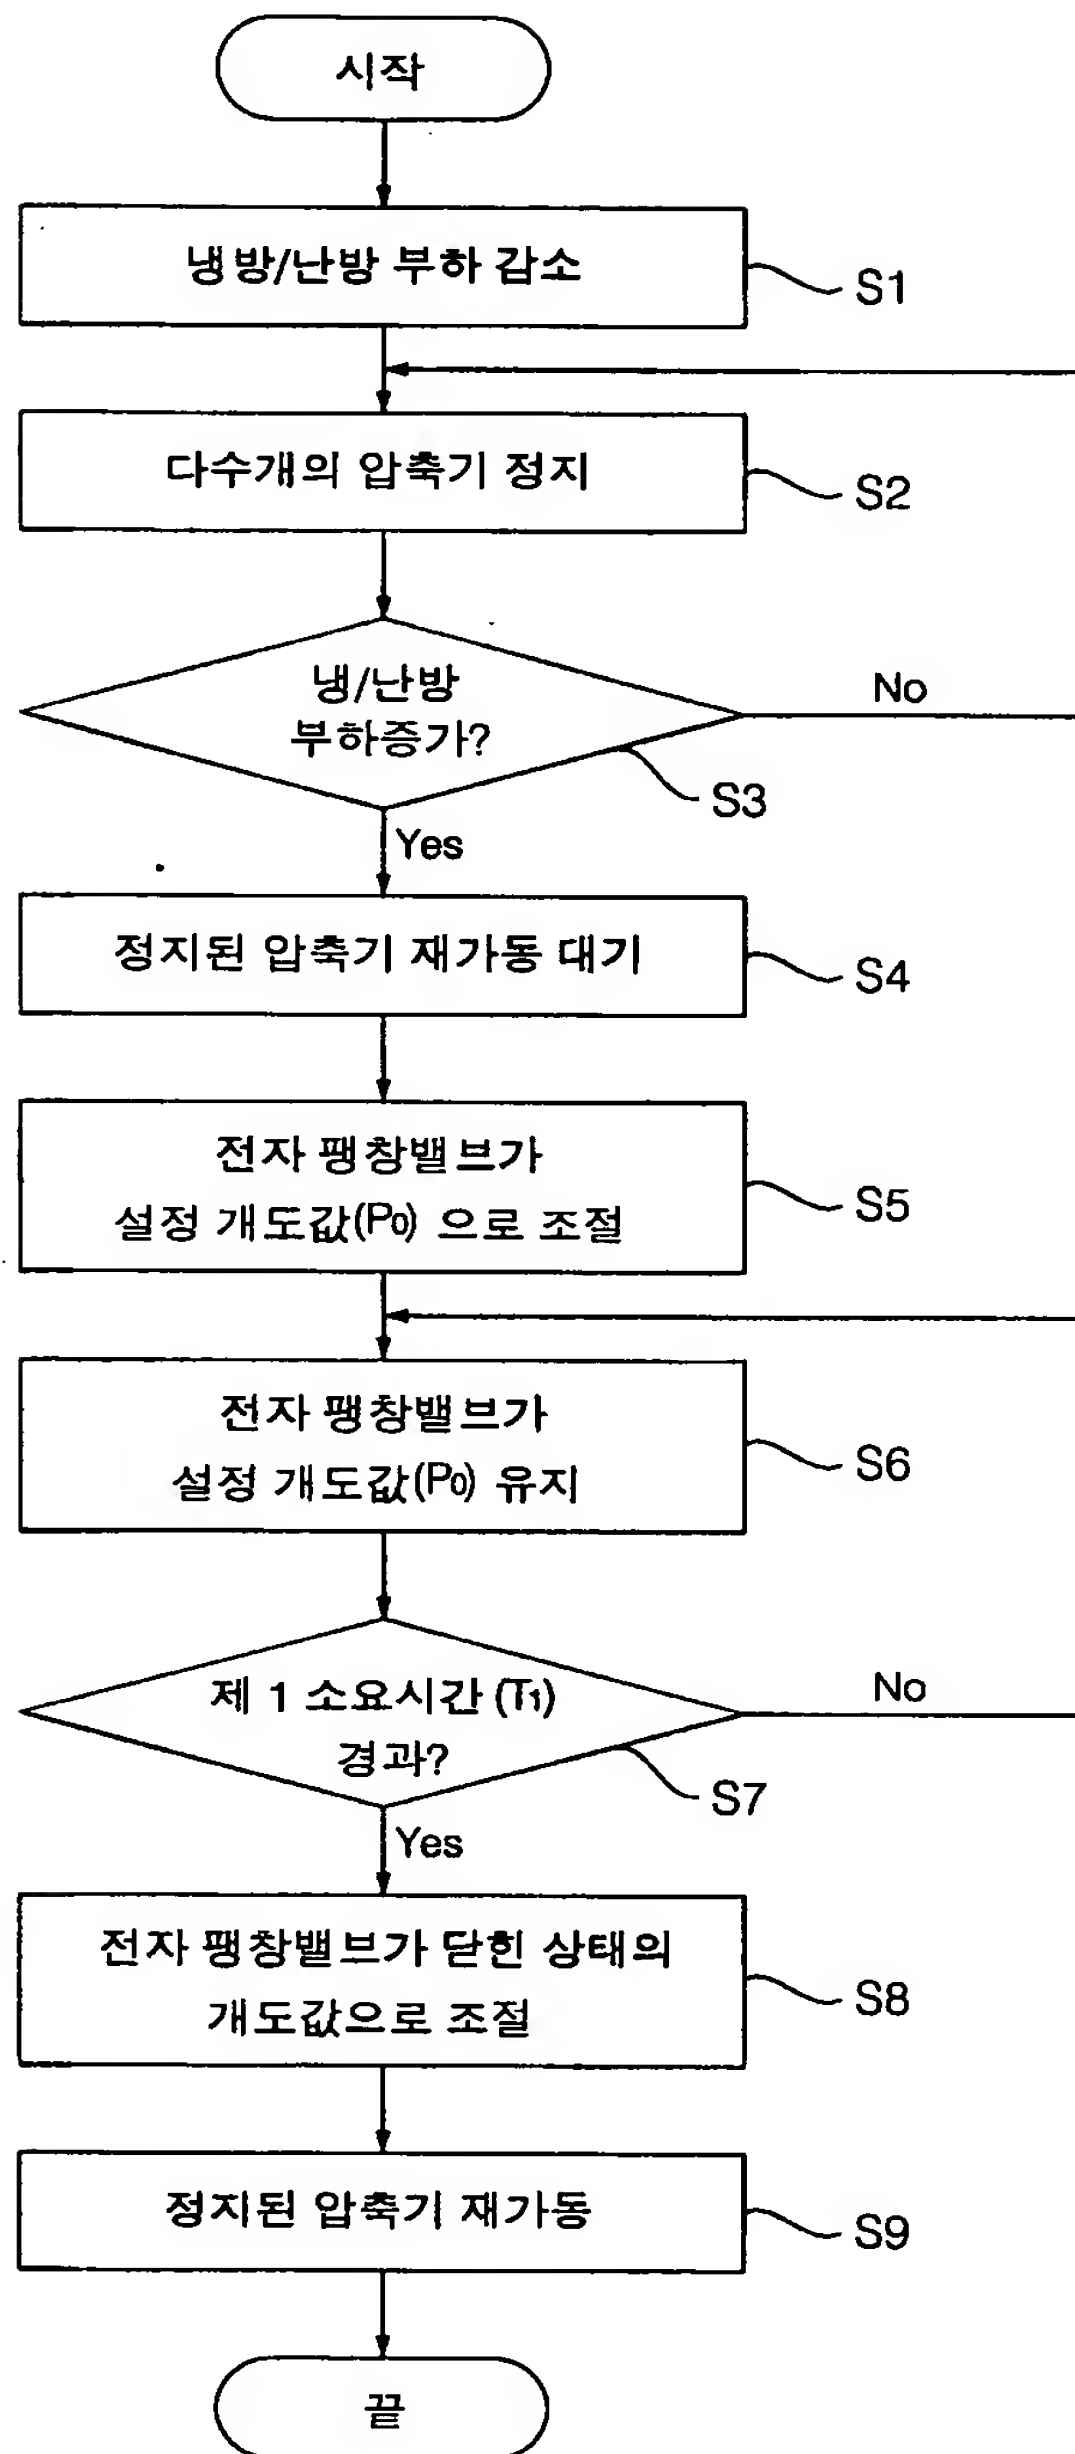 시작
냉방/난방 부하 감소
S1
다수개의 압축기 정지
S2
냉/난방
부하증가?
No
S3
Yes
정지된 압축기 재가동 대기
S4
전자 팽창밸브가
설정 개도값(P0) 으로 조절
S5
전자 팽창밸브가
설정 개도값(P0) 유지
S6
제 1 소요시간 (T1)
경과?
No
S7
Yes
전자 팽창밸브가 닫힌 상태의
개도값으로 조절
S8
정지된 압축기 재가동
S9
끝